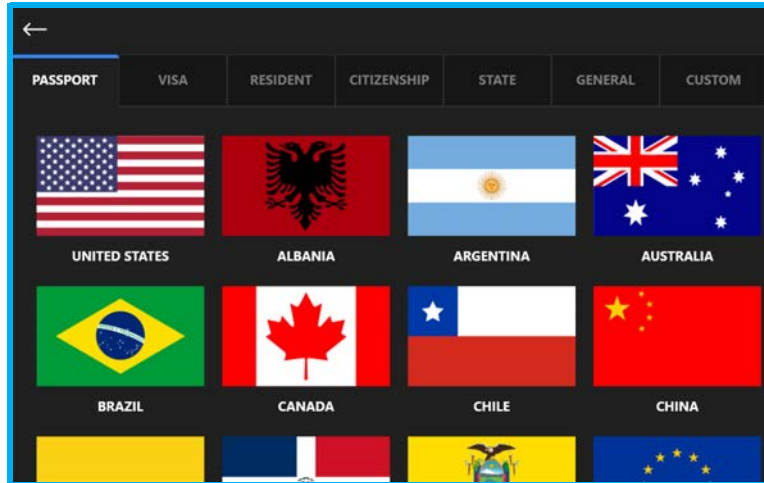 PASSPORT VISA RESIDENT CITIZENSHIP STATE GENERAL CUSTOM
UNITED STATES ALBANIA ARGENTINA AUSTRALIA
BRAZIL CANADA CHILE CHINA